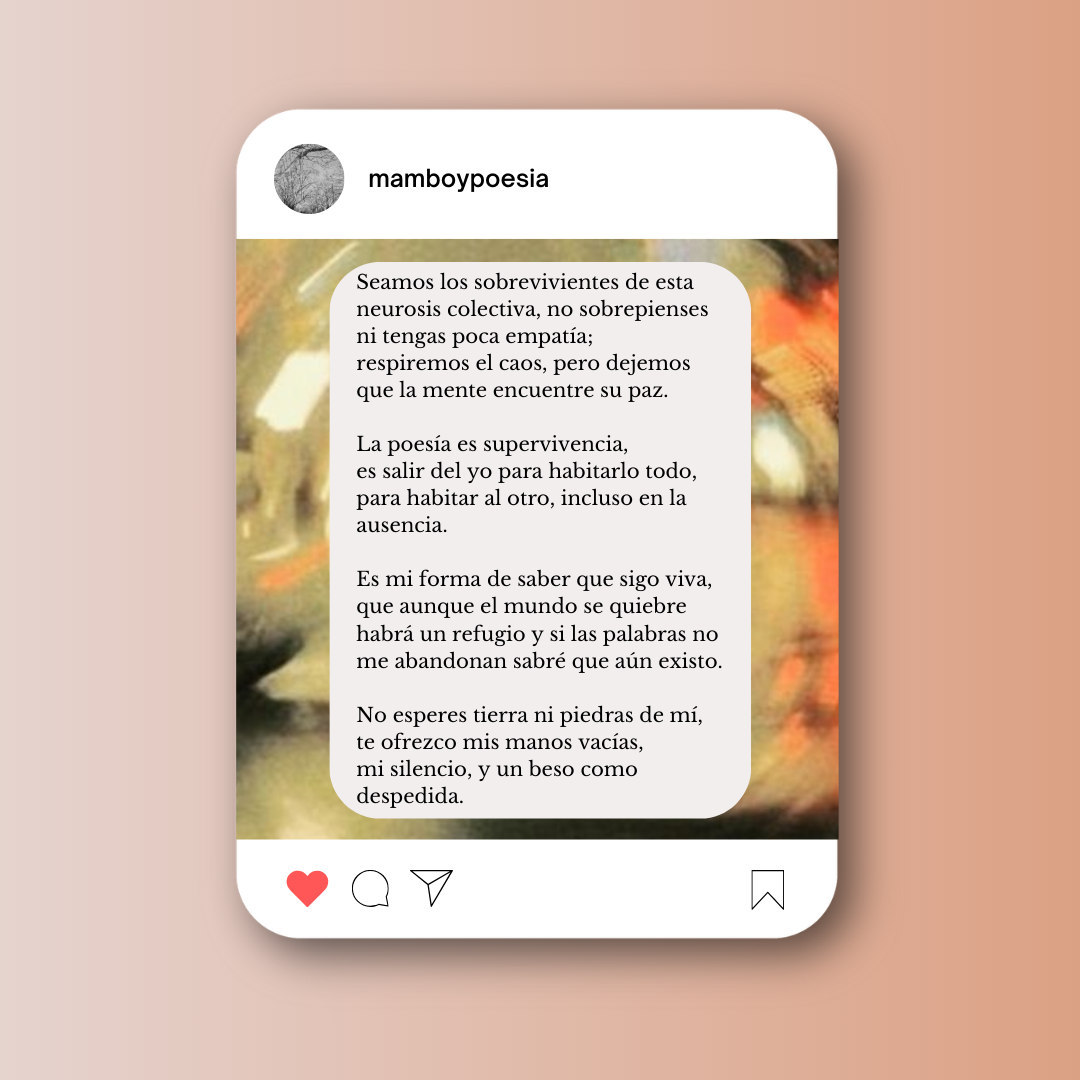 mamboypoesia
Seamos los sobrevivientes de esta
neurosis colectiva, no sobrepienses
ni tengas poca empatía;
respiremos el caos, pero dejemos
que la mente encuentre su paz.
La poesía es supervivencia,
es salir del yo para habitarlo todo,
para habitar al otro, incluso en la
ausencia.
Es mi forma de saber que sigo viva,
que aunque el mundo se quiebre
habrá un refugio y si las palabras no
me abandonan sabré que aún existo.
No esperes tierra ni piedras de mí,
te ofrezco mis manos vacías,
mi silencio, y un beso como
despedida.